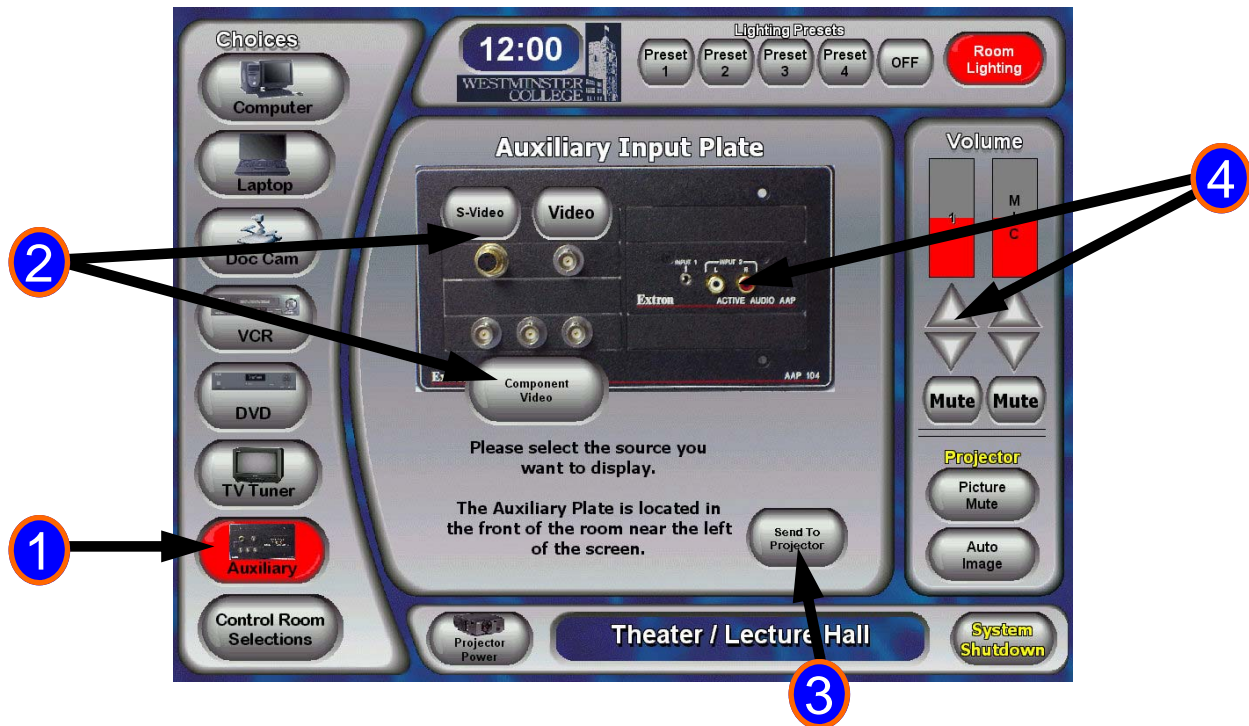 Choices
Computer
Laptop
Doc Cam
VCR
DVD
TV Tuner
Auxiliary
Control Room
Selections
12:00
WESTMINSTER
COLLEGE
Lighting Presets
Preset
1
Preset
2
Preset
3
Preset
4
OFF
Room
Lighting
Auxiliary Input Plate
S-Video
Video
INPUT 1
INPUT 2
L
R
Extron
ACTIVE AUDIO AAP
AAP 104
Component
Video
Please select the source you
want to display.
The Auxiliary Plate is located in
the front of the room near the left
of the screen.
Send To
Projector
Volume
1
M
I
C
Mute
Mute
Projector
Picture
Mute
Auto
Image
Projector
Power
Theater / Lecture Hall
System
Shutdown
1
2
3
4